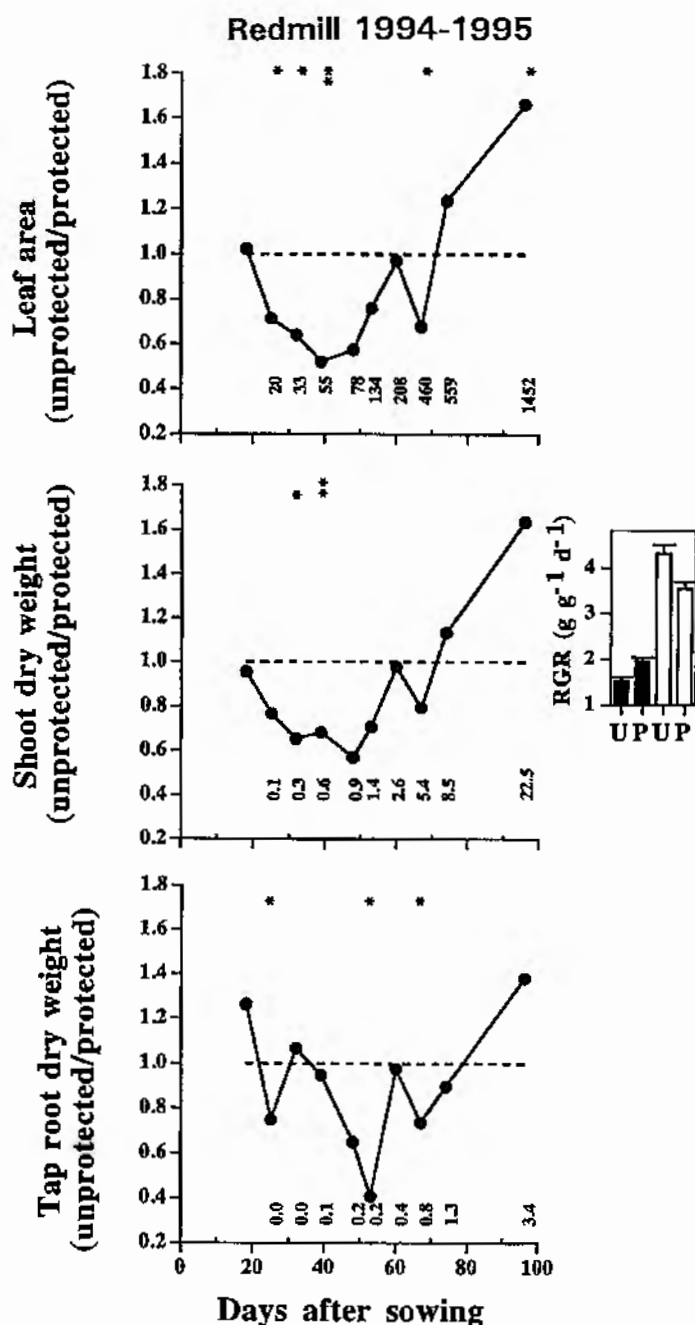 Redmill 1994-1995
Leaf area
(unprotected/protected)
1.8
1.6
1.4
1.2
1.0
0.8
0.6
0.4
0.2
* * ** * *
20 33 55 78 134 208 460 559 1452
Shoot dry weight
(unprotected/protected)
1.8
1.6
1.4
1.2
1.0
0.8
0.6
0.4
0.2
* **
0.1 0.3 0.6 0.9 1.4 2.6 5.4 8.5 22.5
RGR (g g-1 d-1)
4
3
2
1
U P U P
Tap root dry weight
(unprotected/protected)
1.8
1.6
1.4
1.2
1.0
0.8
0.6
0.4
0.2
* * *
0.0 0.0 0.1 0.2 0.2 0.4 0.8 1.3 3.4
0 20 40 60 80 100
Days after sowing